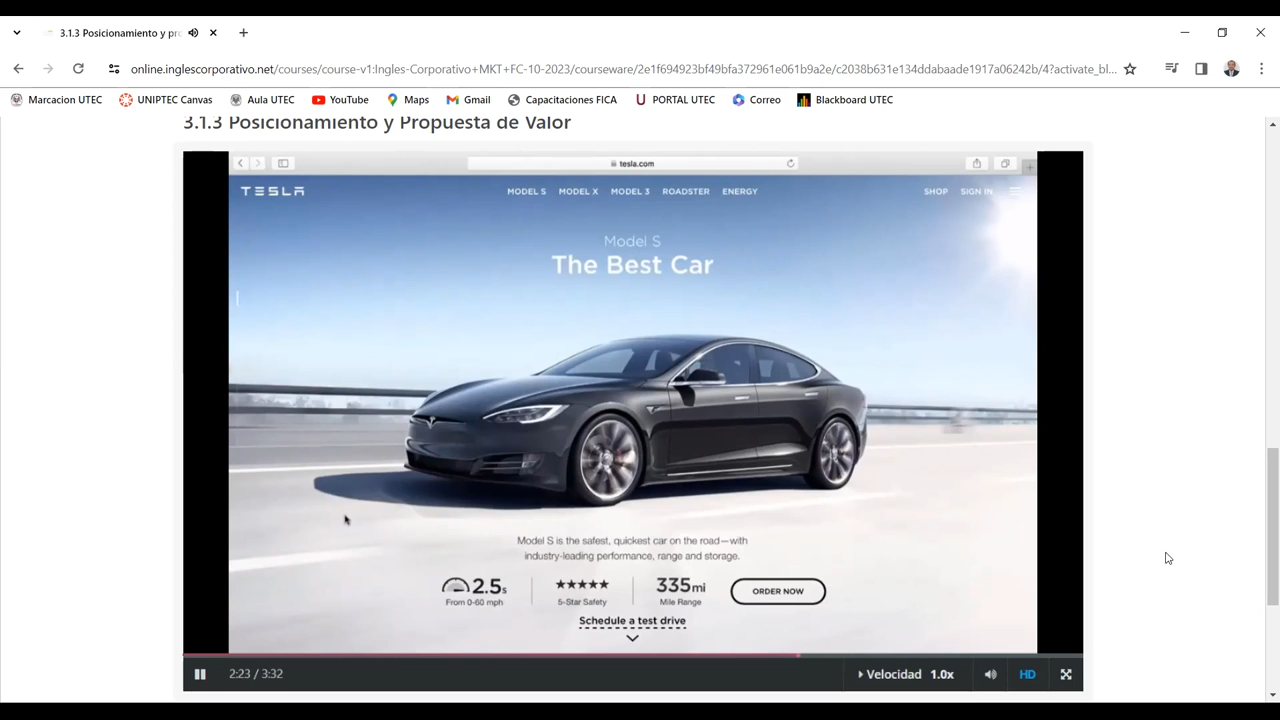 3.1.3 Posicionamiento y pro
online.inglescorporativo.net/courses/course-v1:Ingles-Corporativo+MKT+FC-10-2023/courseware/2e1f694923bf49bfa372961e061b9a2e/c2038b631e134ddabaade1917a06242b/4?activate_bl...
Marcacion UTEC UNIPTEC Canvas Aula UTEC YouTube Maps Gmail Capacitaciones FICA PORTAL UTEC Correo Blackboard UTEC
3.1.3 Posicionamiento y Propuesta de Valor
tesla.com
TESLA MODEL S MODEL X MODEL 3 ROADSTER ENERGY SHOP SIGN IN
Model S
The Best Car
Model S is the safest, quickest car on the road—with
industry-leading performance, range and storage.
2.5s 335mi ORDER NOW
From 0-60 mph 5-Star Safety Mile Range
Schedule a test drive
2:23 / 3:32 Velocidad 1.0x HD